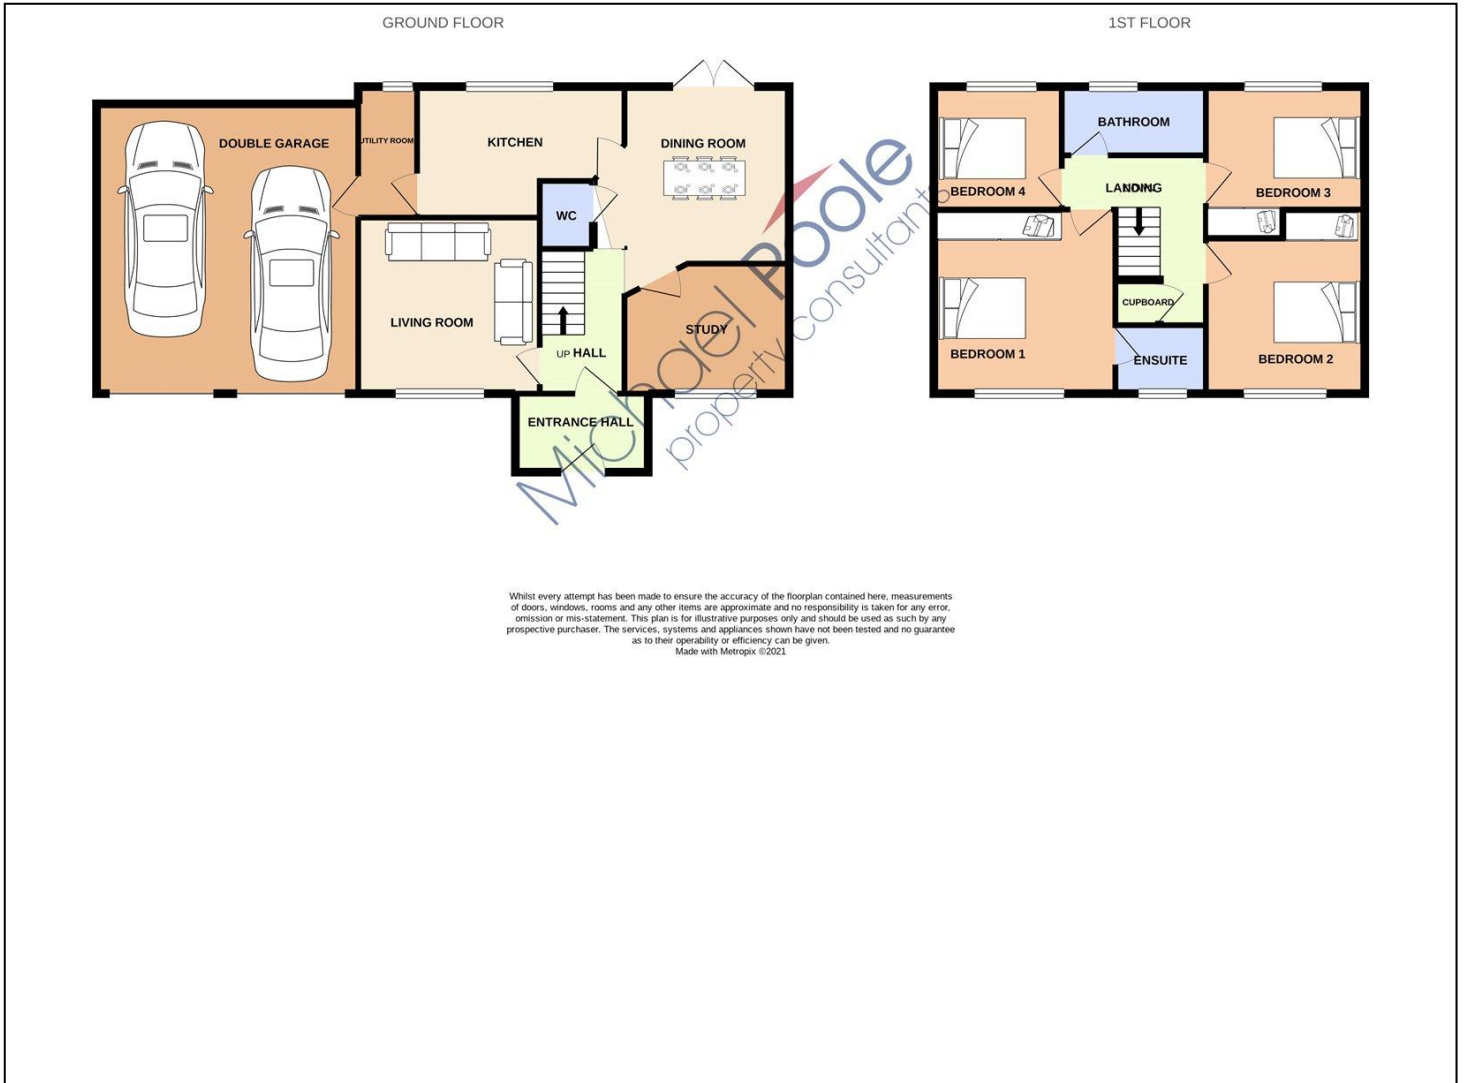 GROUND FLOOR
1ST FLOOR
DOUBLE GARAGE
UTILITY ROOM
KITCHEN
DINING ROOM
WC
LIVING ROOM
UP HALL
STUDY
ENTRANCE HALL
BATHROOM
BEDROOM 4
LANDING
BEDROOM 3
BEDROOM 1
CUPBOARD
ENSUITE
BEDROOM 2
Michael Poole
property consultants
Whilst every attempt has been made to ensure the accuracy of the floorplan contained here, measurements
of doors, windows, rooms and any other items are approximate and no responsibility is taken for any error,
omission or mis-statement. This plan is for illustrative purposes only and should be used as such by any
prospective purchaser. The services, systems and appliances shown have not been tested and no guarantee
as to their operability or efficiency can be given.
Made with Metropix ©2021